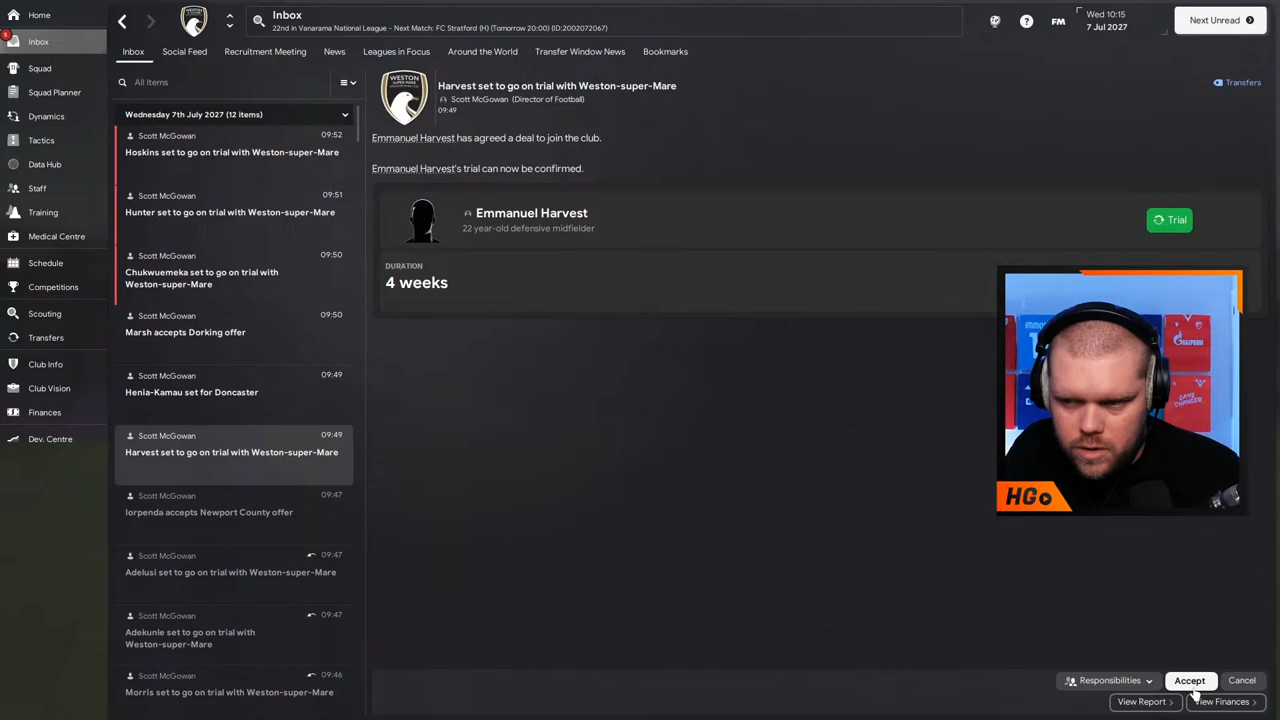 Home
6
Inbox
Squad
Squad Planner
Dynamics
Tactics
Data Hub
Staff
Training
Medical Centre
Schedule
Competitions
Scouting
Transfers
Club Info
Club Vision
Finances
Dev. Centre
WESTON
Inbox
22nd in Vanarama National League - Next Match: FC Stratford (H) (Tomorrow 20:00) (ID:2002072067)
?
FM
Wed 10:15
7 Jul 2027
Next Unread
Inbox
Social Feed
Recruitment Meeting
News
Leagues in Focus
Around the World
Transfer Window News
Bookmarks
All Items
Wednesday 7th July 2027 (12 items)
Scott McGowan
09:52
Hoskins set to go on trial with Weston-super-Mare
Scott McGowan
09:51
Hunter set to go on trial with Weston-super-Mare
Scott McGowan
09:50
Chukwuemeka set to go on trial with
Weston-super-Mare
Scott McGowan
09:50
Marsh accepts Dorking offer
Scott McGowan
09:49
Henia-Kamau set for Doncaster
Scott McGowan
09:49
Harvest set to go on trial with Weston-super-Mare
Scott McGowan
09:47
Iorpenda accepts Newport County offer
Scott McGowan
09:47
Adelusi set to go on trial with Weston-super-Mare
Scott McGowan
09:47
Adekunle set to go on trial with
Weston-super-Mare
Scott McGowan
09:46
Morris set to go on trial with Weston-super-Mare
WESTON
SUPER MARE
Harvest set to go on trial with Weston-super-Mare
Scott McGowan (Director of Football)
09:49
Transfers
Emmanuel Harvest has agreed a deal to join the club.
Emmanuel Harvest's trial can now be confirmed.
Emmanuel Harvest
22 year-old defensive midfielder
Trial
DURATION
4 weeks
GAZPROM
GAME
CHANGER
HGO
Responsibilities
Accept
Cancel
View Report
View Finances